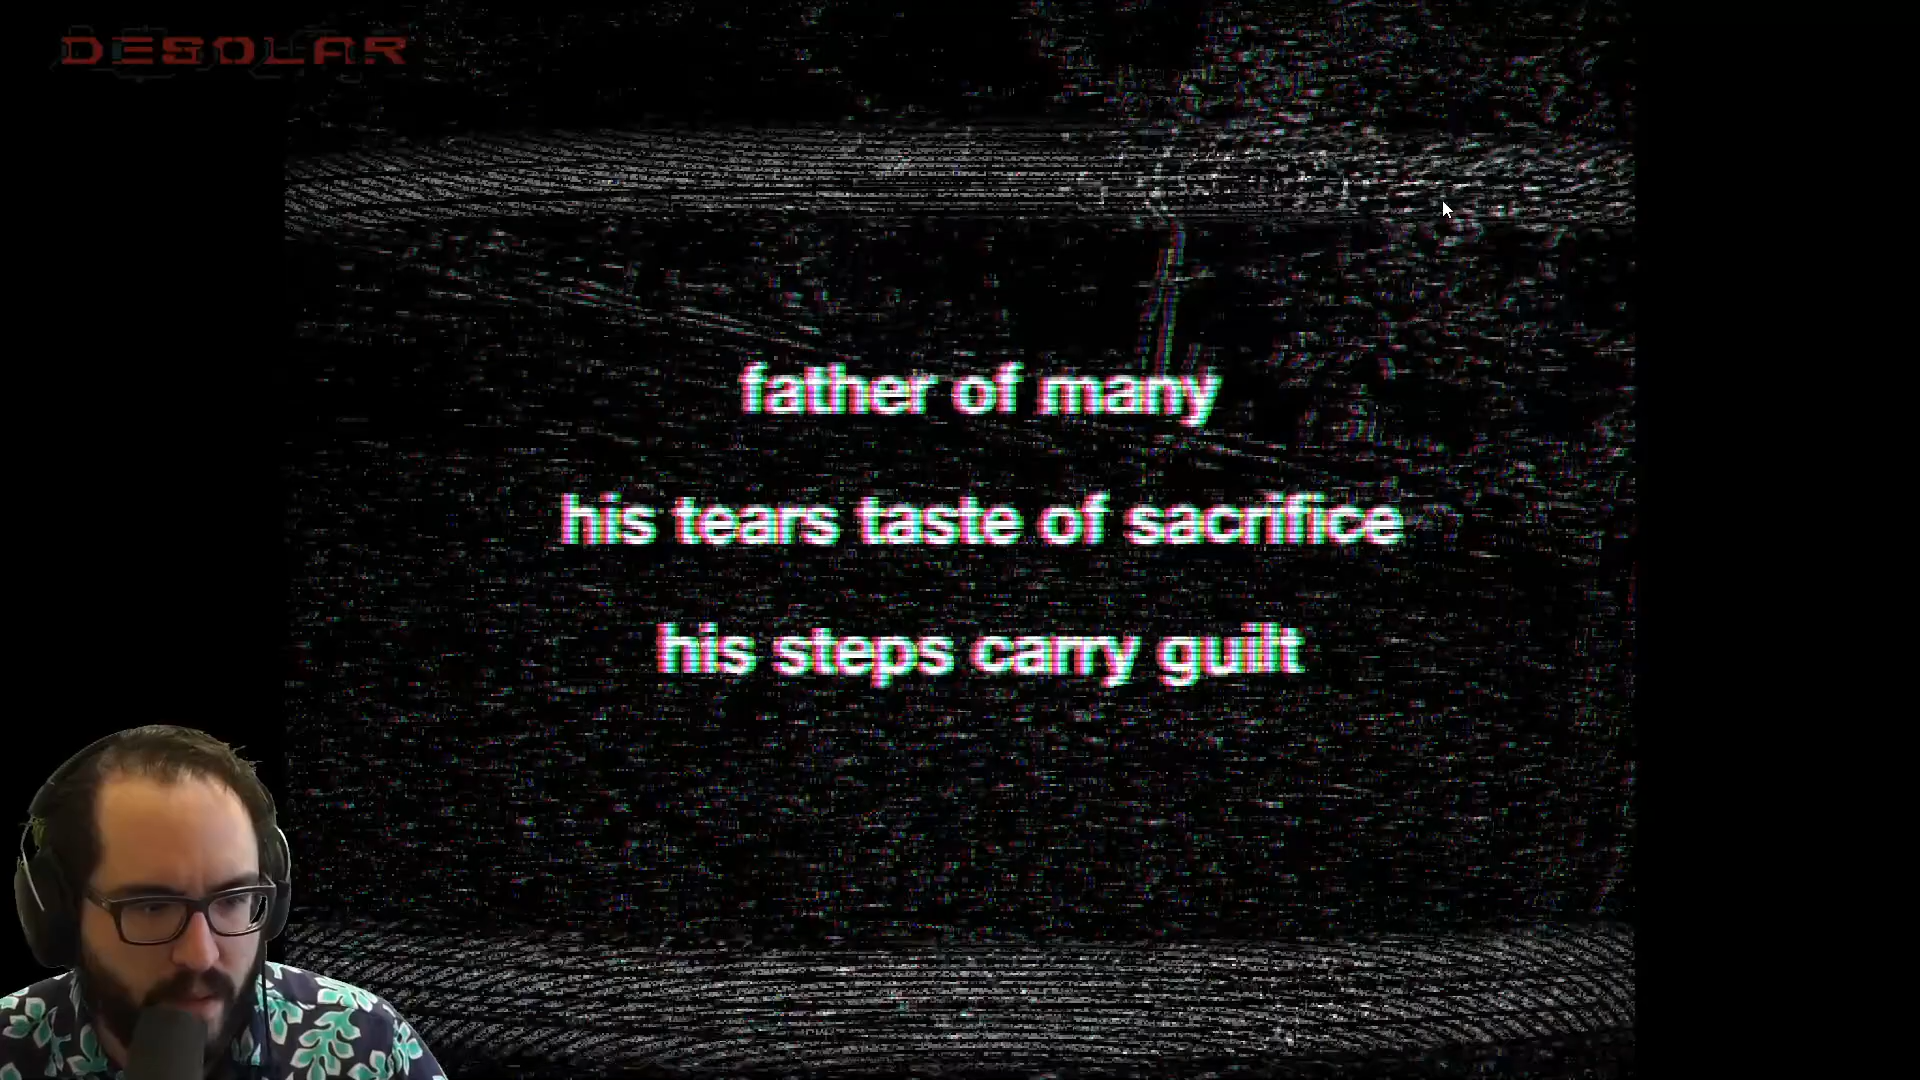 DESOLAR
father of many
his tears taste of sacrifice
his steps carry guilt